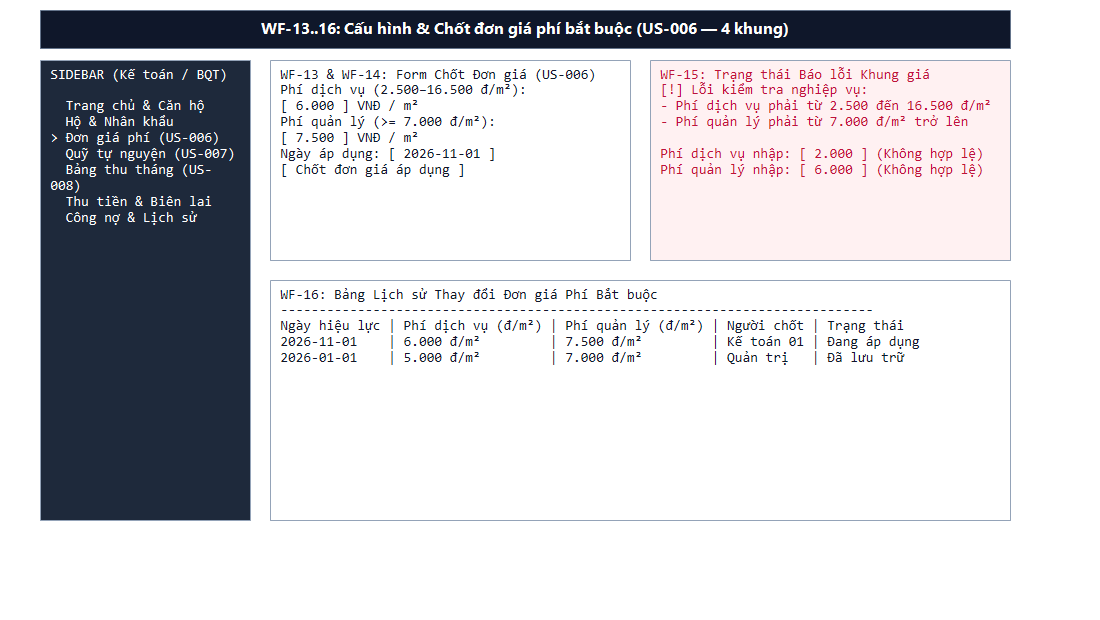 WF-13..16: Cấu hình & Chốt đơn giá phí bắt buộc (US-006 — 4 khung)
SIDEBAR (Kế toán / BQT)
Trang chủ & Căn hộ
Hộ & Nhân khẩu
> Đơn giá phí (US-006)
Quỹ tự nguyện (US-007)
Bảng thu tháng (US-
008)
Thu tiền & Biên lai
Công nợ & Lịch sử
WF-13 & WF-14: Form Chốt Đơn giá (US-006)
Phí dịch vụ (2.500–16.500 đ/m²):
[ 6.000 ] VNĐ / m²
Phí quản lý (>= 7.000 đ/m²):
[ 7.500 ] VNĐ / m²
Ngày áp dụng: [ 2026-11-01 ]
[ Chốt đơn giá áp dụng ]
WF-15: Trạng thái Báo lỗi Khung giá
[!] Lỗi kiểm tra nghiệp vụ:
- Phí dịch vụ phải từ 2.500 đến 16.500 đ/m²
- Phí quản lý phải từ 7.000 đ/m² trở lên
Phí dịch vụ nhập: [ 2.000 ] (Không hợp lệ)
Phí quản lý nhập: [ 6.000 ] (Không hợp lệ)
WF-16: Bảng Lịch sử Thay đổi Đơn giá Phí Bắt buộc
----------------------------------------------------------------------------
Ngày hiệu lực | Phí dịch vụ (đ/m²) | Phí quản lý (đ/m²) | Người chốt | Trạng thái
2026-11-01 | 6.000 đ/m² | 7.500 đ/m² | Kế toán 01 | Đang áp dụng
2026-01-01 | 5.000 đ/m² | 7.000 đ/m² | Quản trị | Đã lưu trữ